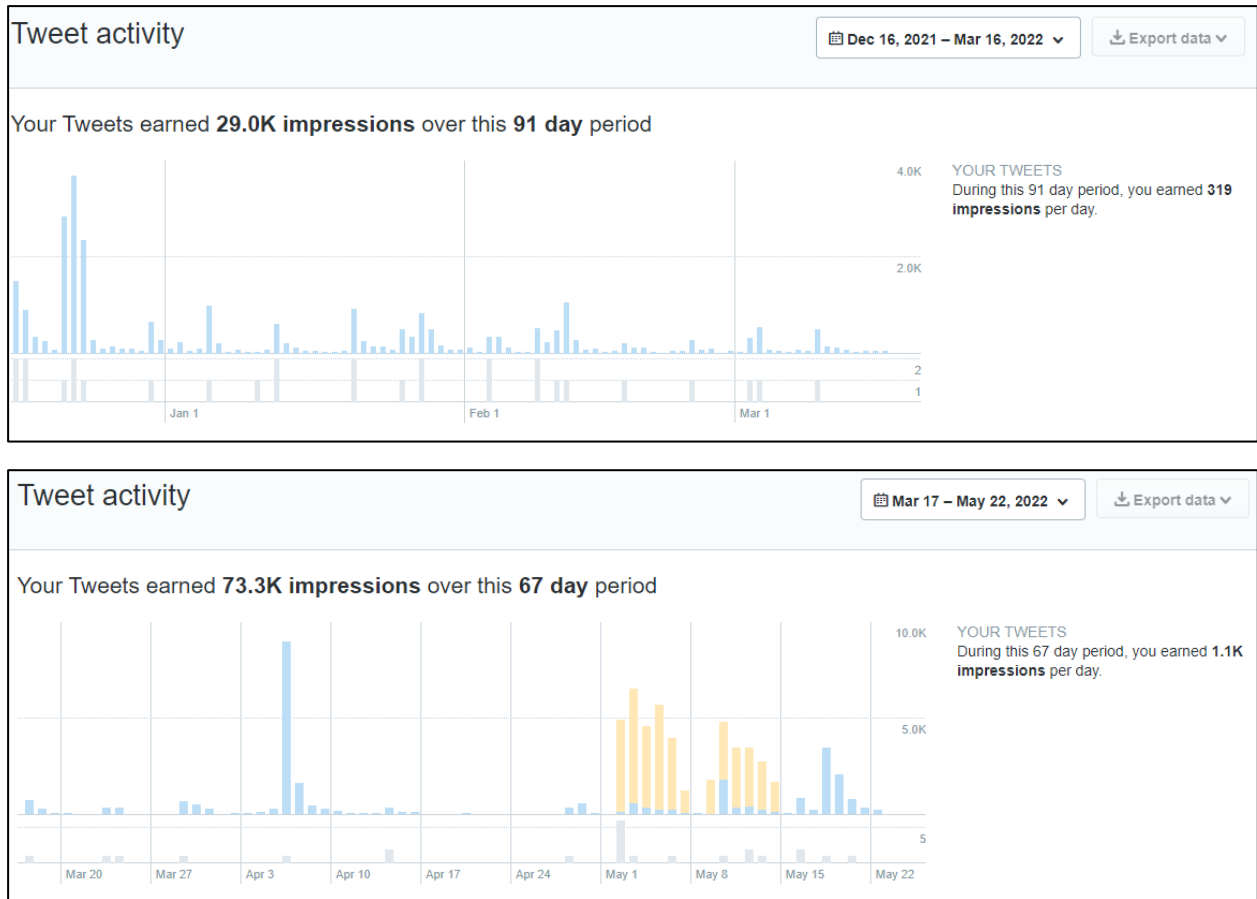 Tweet activity
Dec 16, 2021 – Mar 16, 2022
Export data
Your Tweets earned 29.0K impressions over this 91 day period
4.0K
2.0K
YOUR TWEETS
During this 91 day period, you earned 319
impressions per day.
2
1
Jan 1
Feb 1
Mar 1
Tweet activity
Mar 17 – May 22, 2022
Export data
Your Tweets earned 73.3K impressions over this 67 day period
10.0K
5.0K
YOUR TWEETS
During this 67 day period, you earned 1.1K
impressions per day.
5
Mar 20
Mar 27
Apr 3
Apr 10
Apr 17
Apr 24
May 1
May 8
May 15
May 22